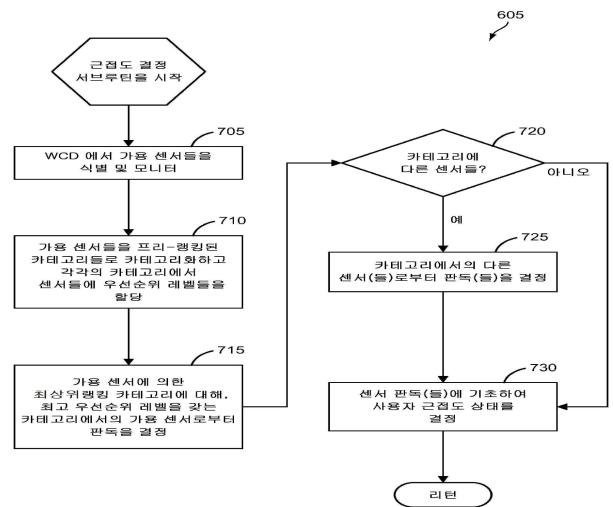 605
근접도 결정
서브루틴을 시작
705
WCD 에서 가용 센서들을
식별 및 모니터
710
가용 센서들을 프리-랭킹된
카테고리들로 카테고리화하고
각각의 카테고리에서
센서들에 우선순위 레벨들을
할당
715
가용 센서에 의한
최상위랭킹 카테고리에 대해,
최고 우선순위 레벨을 갖는
카테고리에서의 가용 센서로부터
판독을 결정
720
카테고리에
다른 센서들?
아니오
예
725
카테고리에서의 다른
센서(들)로부터 판독(들)을 결정
730
센서 판독(들)에 기초하여
사용자 근접도 상태를
결정
리턴